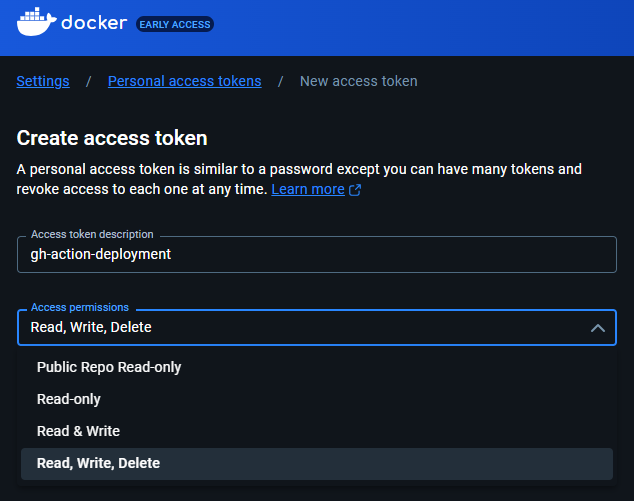 docker EARLY ACCESS
Settings / Personal access tokens / New access token
Create access token
A personal access token is similar to a password except you can have many tokens and
revoke access to each one at any time. Learn more
Access token description
gh-action-deployment
Access permissions
Read, Write, Delete
Public Repo Read-only
Read-only
Read & Write
Read, Write, Delete